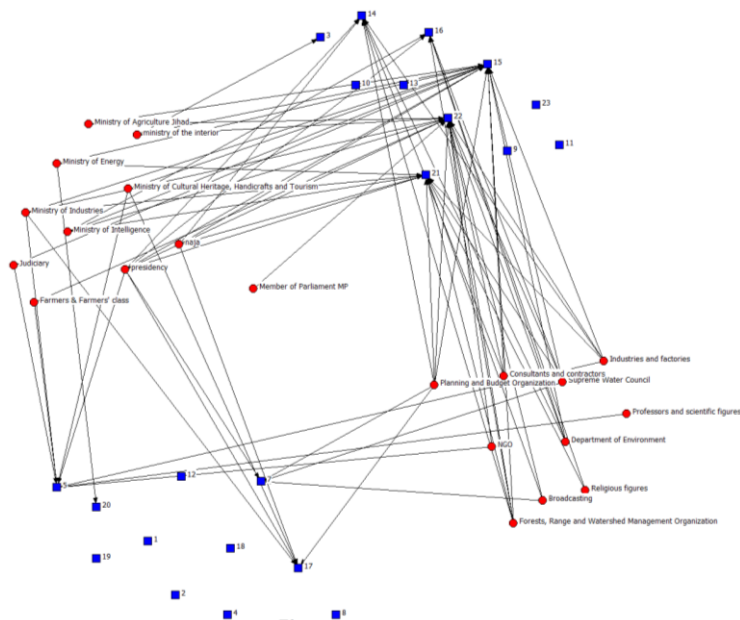 14
3
16
15
10
13
23
Ministry of Agriculture Jihad
22
ministry of the interior
9
11
Ministry of Energy
21
Ministry of Cultural Heritage, Handicrafts and Tourism
Ministry of Industries
Ministry of Intelligence
naja
Judiciary
presidency
Member of Parliament MP
Farmers & Farmers' class
Industries and factories
Consultants and contractors
Supreme Water Council
Planning and Budget Organization
Professors and scientific figures
Department of Environment
NGO
12
7
5
Religious figures
Broadcasting
20
Forests, Range and Watershed Management Organization
1
18
19
17
2
4
8